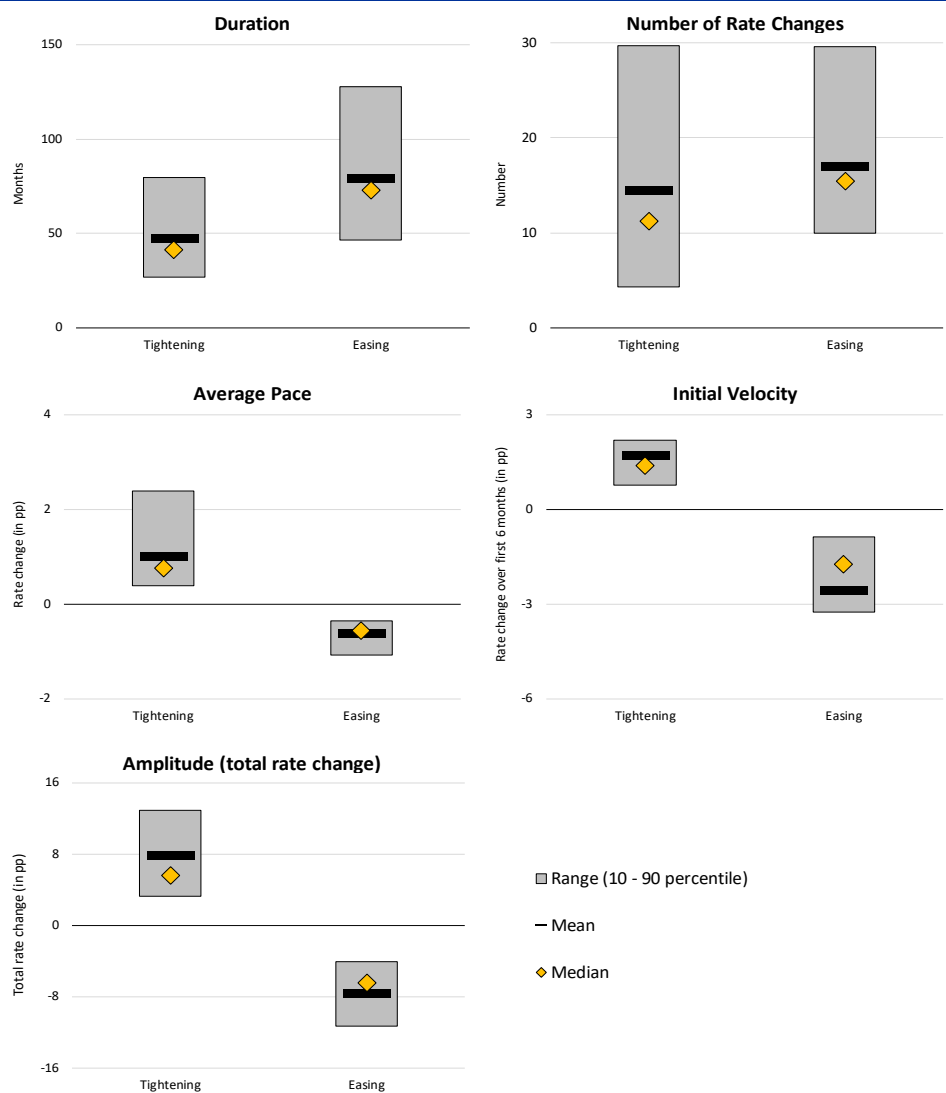 Duration
150
100
50
0
Months
Tightening
Easing
Number of Rate Changes
30
20
10
0
Number
Tightening
Easing
Average Pace
4
2
0
-2
Rate change (in pp)
Tightening
Easing
Initial Velocity
3
0
-3
-6
Rate change over first 6 months (in pp)
Tightening
Easing
Amplitude (total rate change)
16
8
0
-8
-16
Total rate change (in pp)
Tightening
Easing
Range (10 - 90 percentile)
Mean
Median